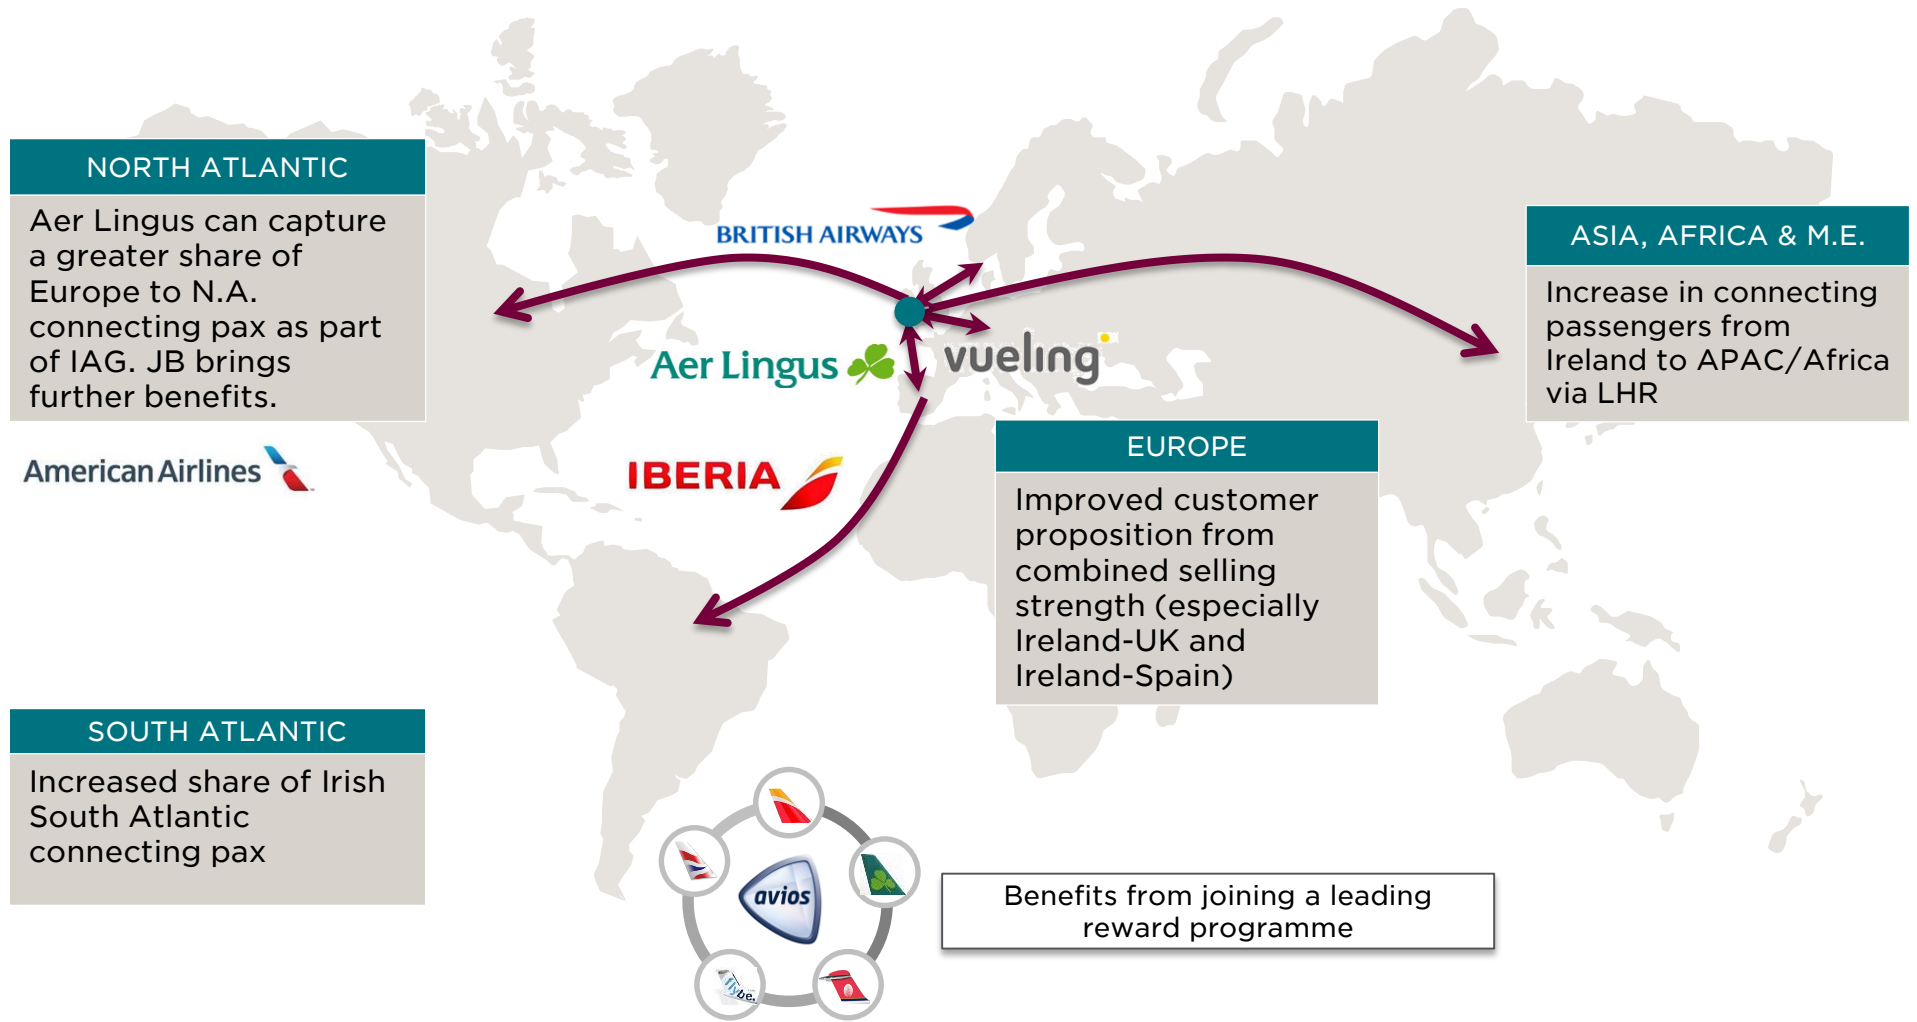 NORTH ATLANTIC
Aer Lingus can capture
a greater share of
Europe to N.A.
connecting pax as part
of IAG. JB brings
further benefits.
American Airlines
BRITISH AIRWAYS
Aer Lingus
vueling
IBERIA
ASIA, AFRICA & M.E.
Increase in connecting
passengers from
Ireland to APAC/Africa
via LHR
EUROPE
Improved customer
proposition from
combined selling
strength (especially
Ireland-UK and
Ireland-Spain)
SOUTH ATLANTIC
Increased share of Irish
South Atlantic
connecting pax
avios
flybe.
Benefits from joining a leading
reward programme